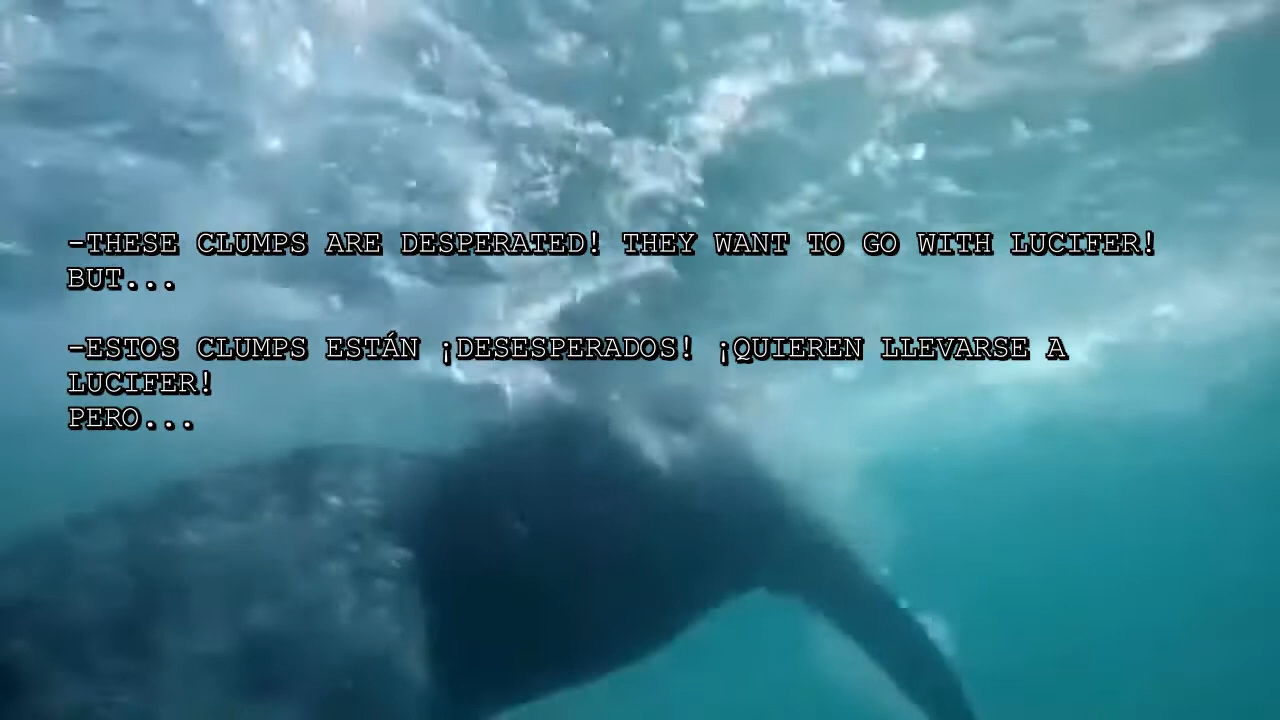 -THESE CLUMPS ARE DESPERATED! THEY WANT TO GO WITH LUCIFER!
BUT...
-ESTOS CLUMPS ESTÁN ¡DESESPERADOS! ¡QUIEREN LLEVARSE A
LUCIFER!
PERO...